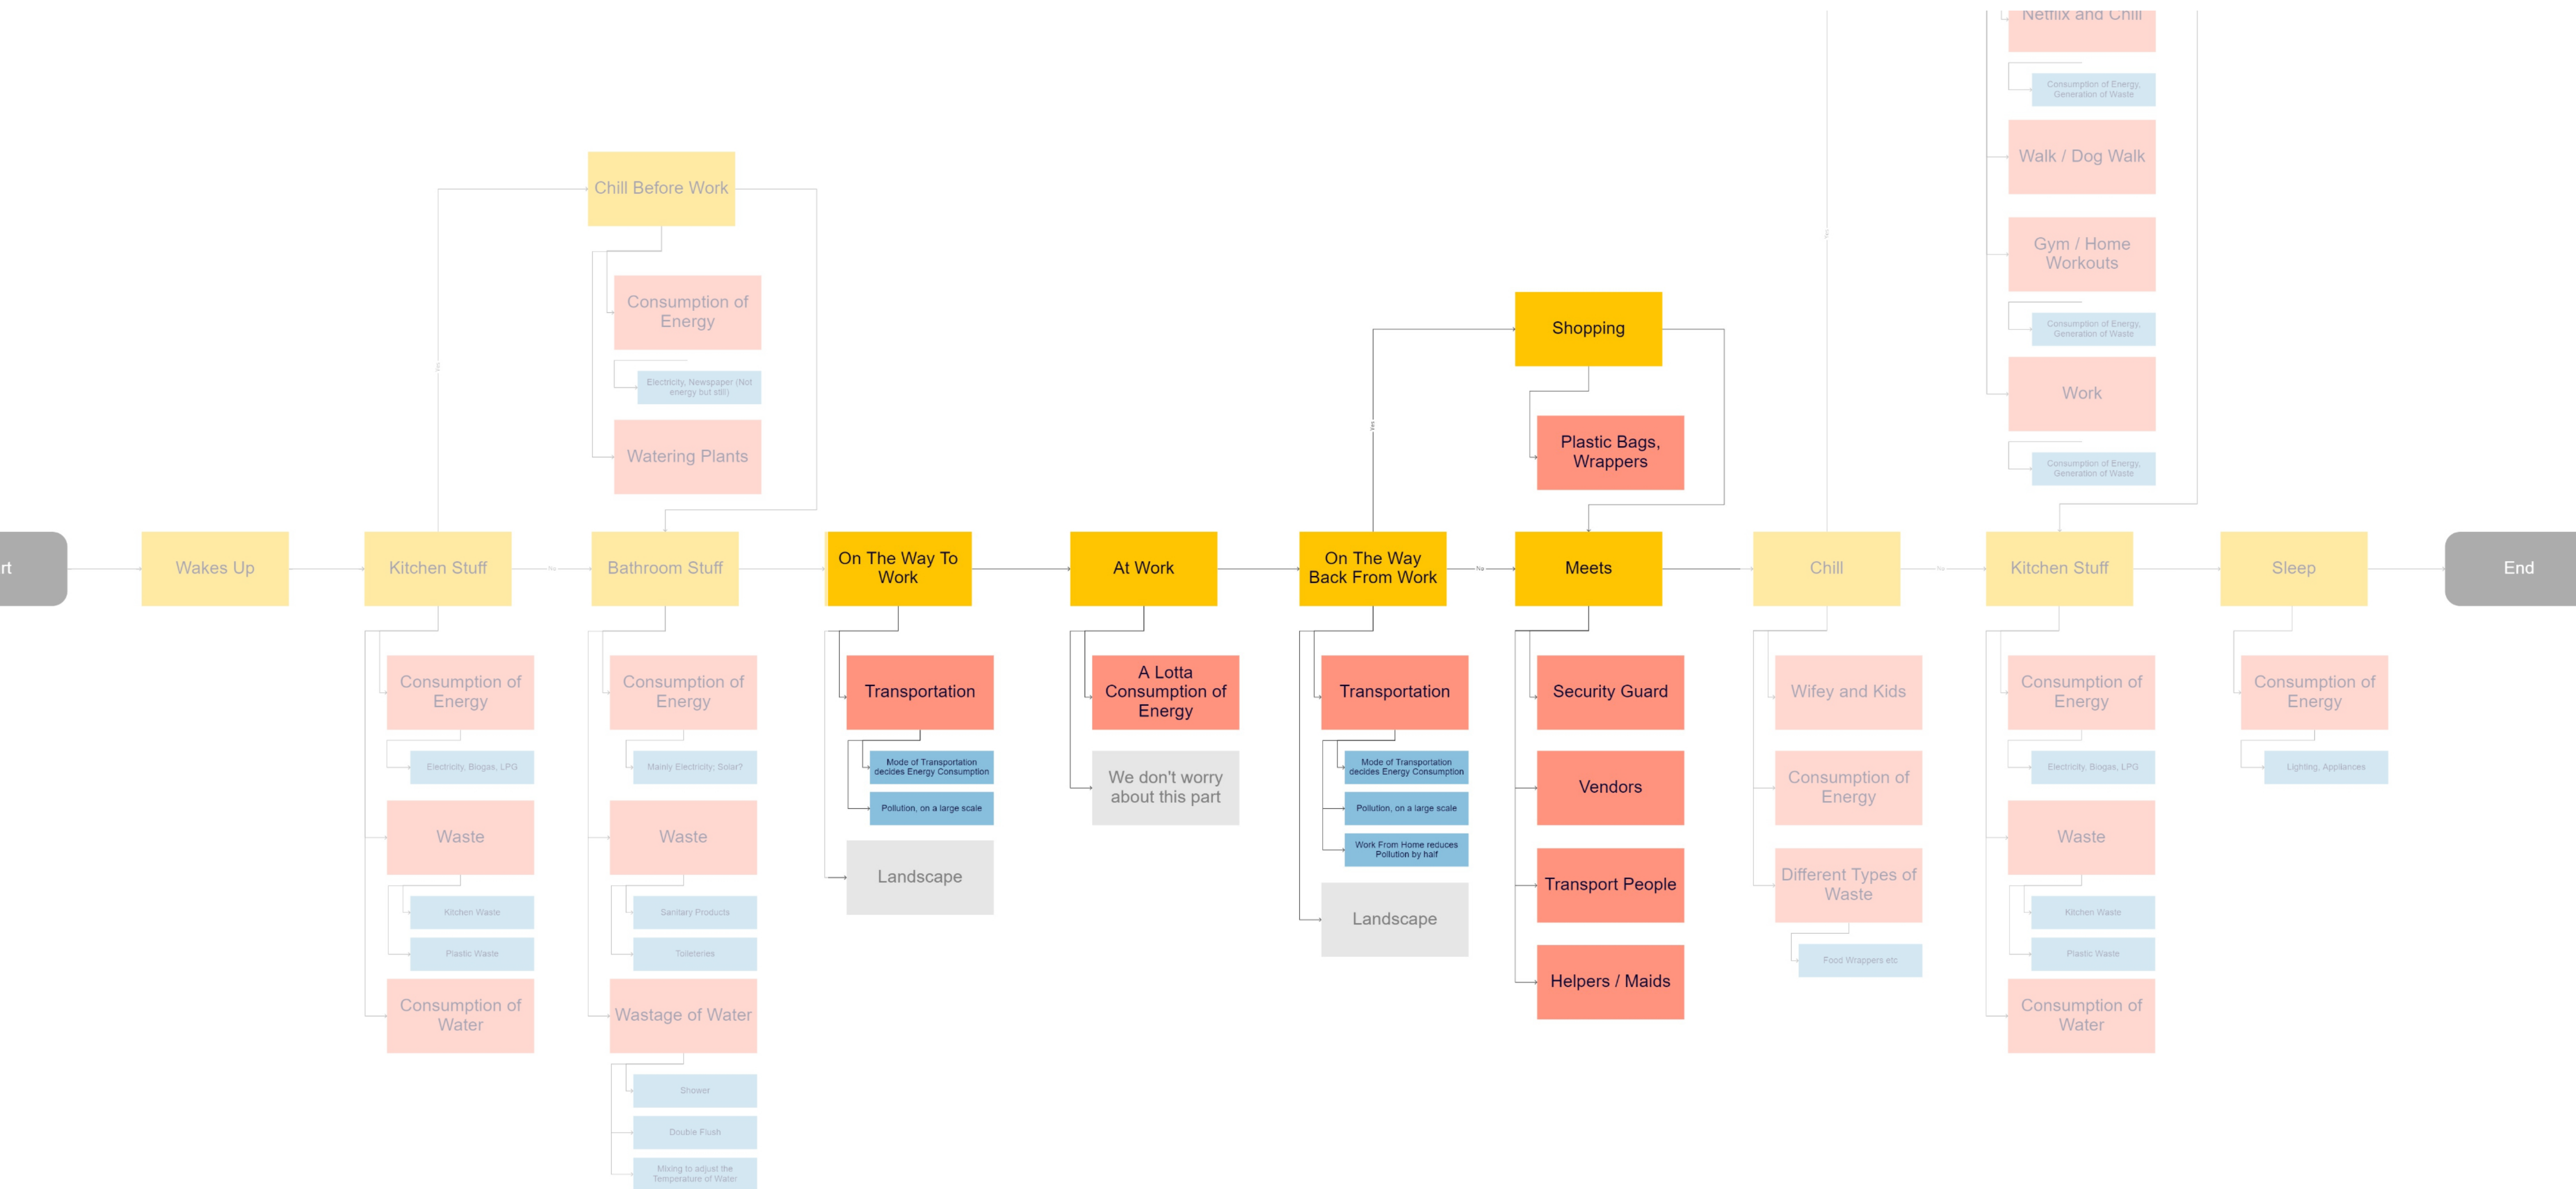 Netflix and Chill
Consumption of Energy,
Generation of Waste
Walk / Dog Walk
Gym / Home
Workouts
Consumption of Energy,
Generation of Waste
Work
Consumption of Energy,
Generation of Waste
Chill Before Work
Consumption of
Energy
Electricity, Newspaper (Not
energy but still)
Watering Plants
Yes
Shopping
Plastic Bags,
Wrappers
Yes
Yes
rt
Wakes Up
Kitchen Stuff
No
Bathroom Stuff
On The Way To
Work
At Work
On The Way
Back From Work
No
Meets
Chill
No
Kitchen Stuff
Sleep
End
Consumption of
Energy
Electricity, Biogas, LPG
Waste
Kitchen Waste
Plastic Waste
Consumption of
Water
Consumption of
Energy
Mainly Electricity; Solar?
Waste
Sanitary Products
Toileteries
Wastage of Water
Shower
Double Flush
Mixing to adjust the
Temperature of Water
Transportation
Mode of Transportation
decides Energy Consumption
Pollution, on a large scale
Landscape
A Lotta
Consumption of
Energy
We don't worry
about this part
Transportation
Mode of Transportation
decides Energy Consumption
Pollution, on a large scale
Work From Home reduces
Pollution by half
Landscape
Security Guard
Vendors
Transport People
Helpers / Maids
Wifey and Kids
Consumption of
Energy
Different Types of
Waste
Food Wrappers etc
Consumption of
Energy
Electricity, Biogas, LPG
Waste
Kitchen Waste
Plastic Waste
Consumption of
Water
Consumption of
Energy
Lighting, Appliances